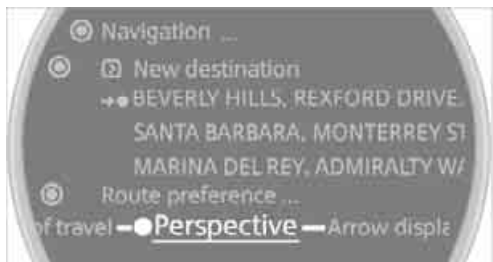 Navigation ...
New destination
BEVERLY HILLS, REXFORD DRIVE,
SANTA BARBARA, MONTERREY ST
MARINA DEL REY, ADMIRALTY WA
Route preference ...
of travel Perspective Arrow displa